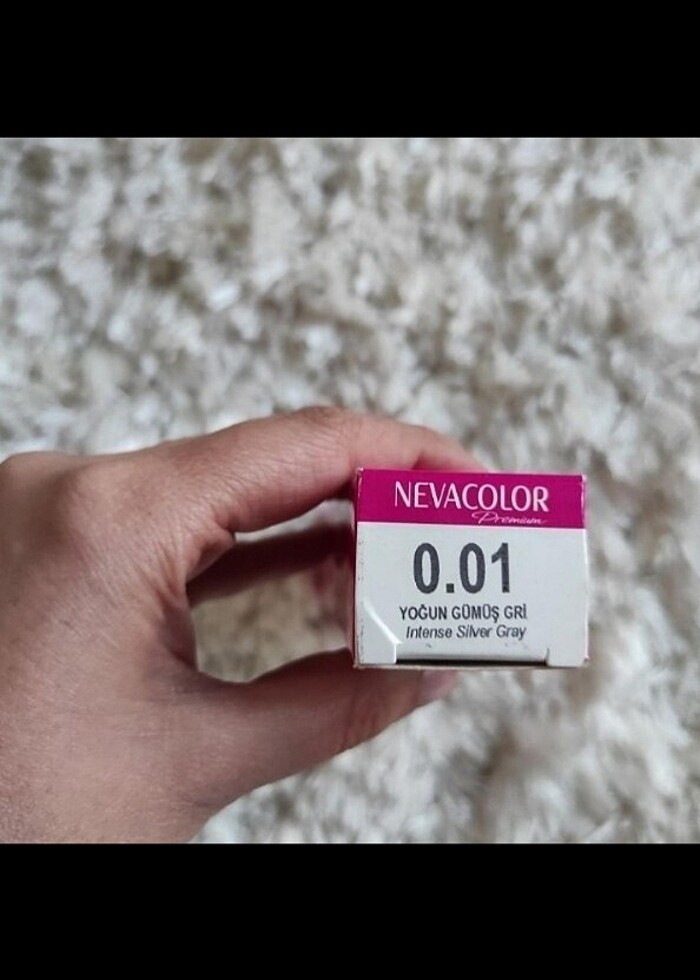 NEVACOLOR
Premium
0.01
YOĞUN GÜMÜŞ GRİ
Intense Silver Gray